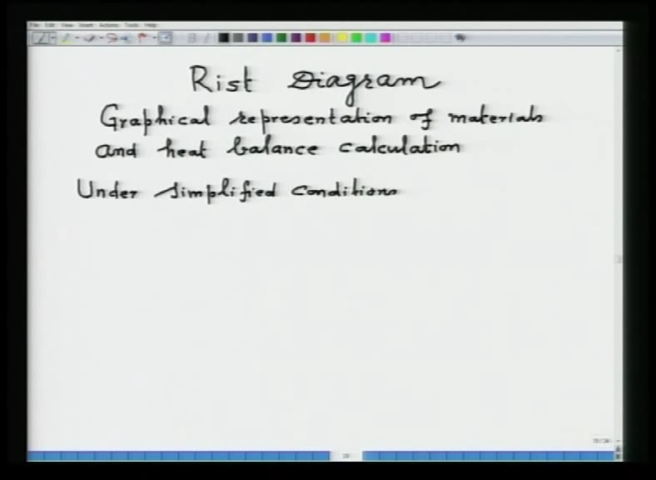 Rist Diagram
Graphical representation of materials
and heat balance calculation
Under simplified conditions